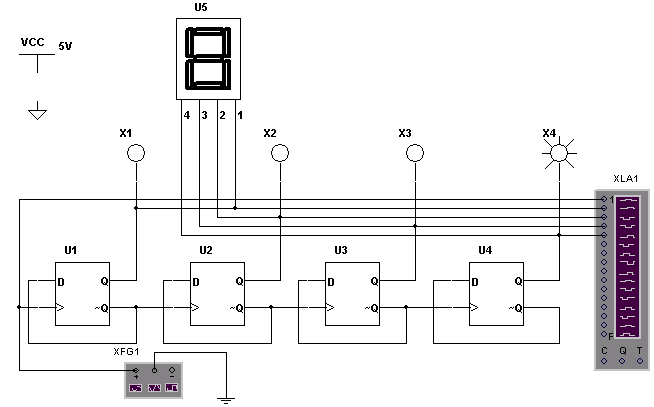 U5
VCC 5V
4 3 2 1
X1 X2 X3 X4
XLA1
1
U1 U2 U3 U4
D Q D Q D Q D Q
~Q ~Q ~Q ~Q
F
C Q T
XFG1
+ −